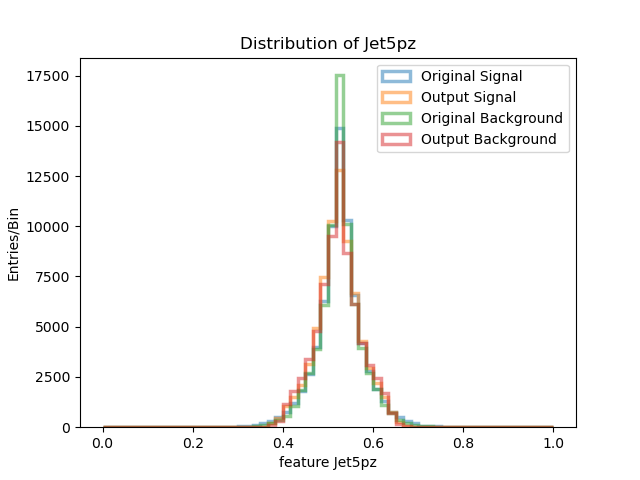 Distribution of Jet5pz
Original Signal
Output Signal
Original Background
Output Background
Entries/Bin
17500
15000
12500
10000
7500
5000
2500
0
0.0 0.2 0.4 0.6 0.8 1.0
feature Jet5pz